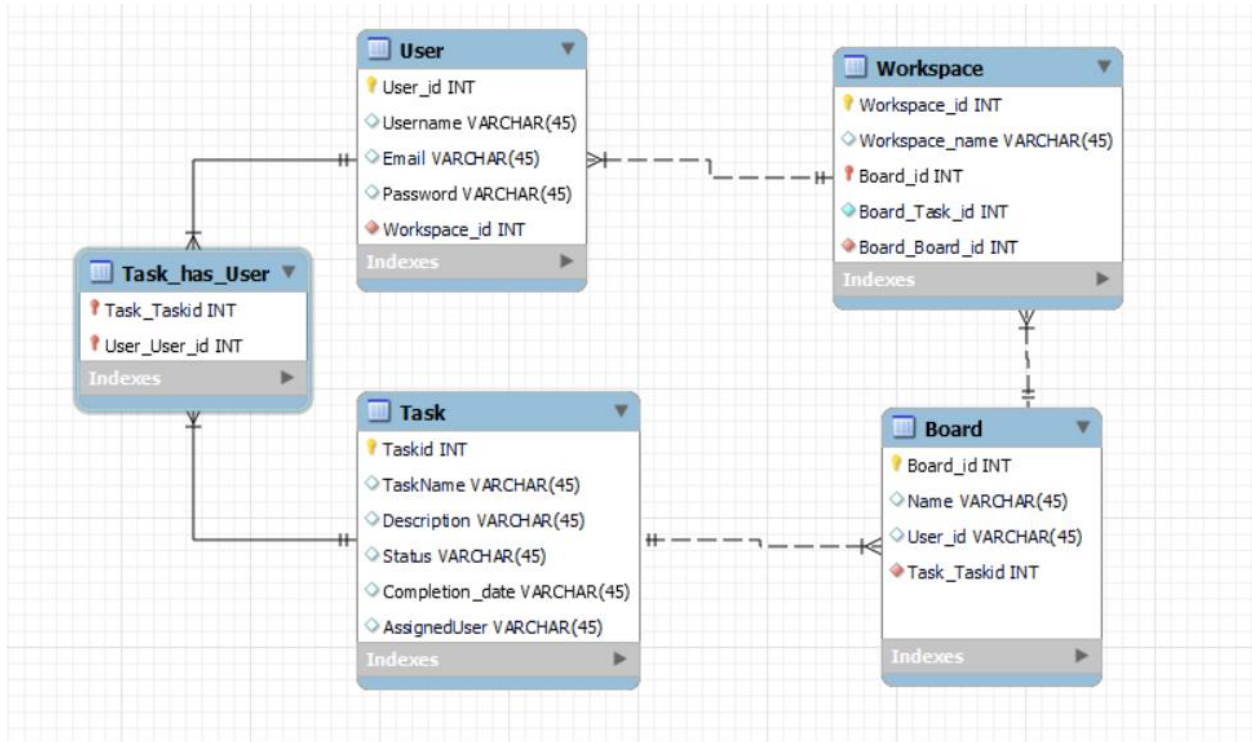 User
User_id INT
Username VARCHAR(45)
Email VARCHAR(45)
Password VARCHAR(45)
Workspace_id INT
Indexes
Workspace
Workspace_id INT
Workspace_name VARCHAR(45)
Board_id INT
Board_Task_id INT
Board_Board_id INT
Indexes
Task_has_User
Task_Taskid INT
User_User_id INT
Indexes
Task
Taskid INT
TaskName VARCHAR(45)
Description VARCHAR(45)
Status VARCHAR(45)
Completion_date VARCHAR(45)
AssignedUser VARCHAR(45)
Indexes
Board
Board_id INT
Name VARCHAR(45)
User_id VARCHAR(45)
Task_Taskid INT
Indexes